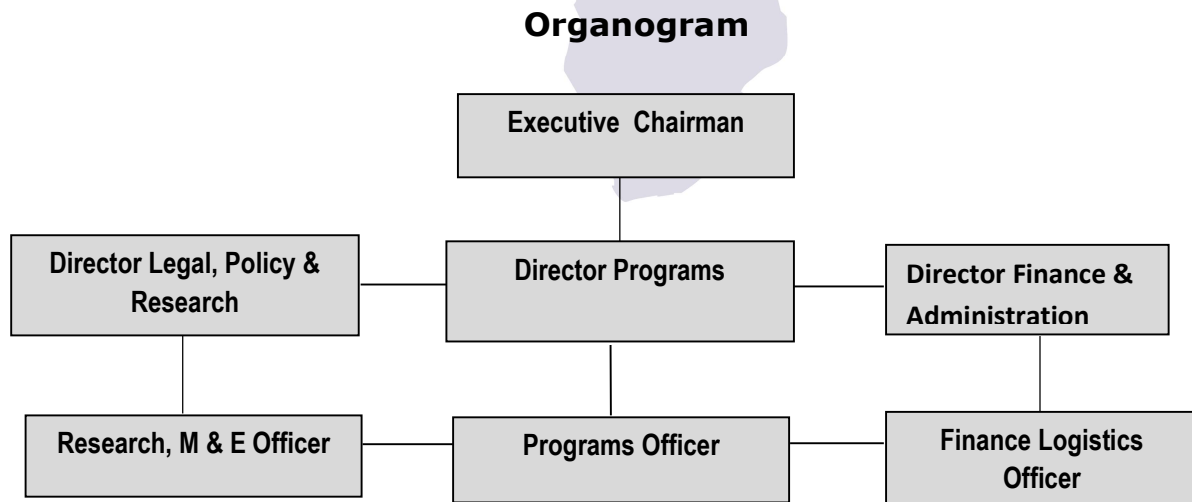 Organogram
Executive Chairman
Director Legal, Policy &
Research
Director Programs
Director Finance &
Administration
Research, M & E Officer
Programs Officer
Finance Logistics
Officer